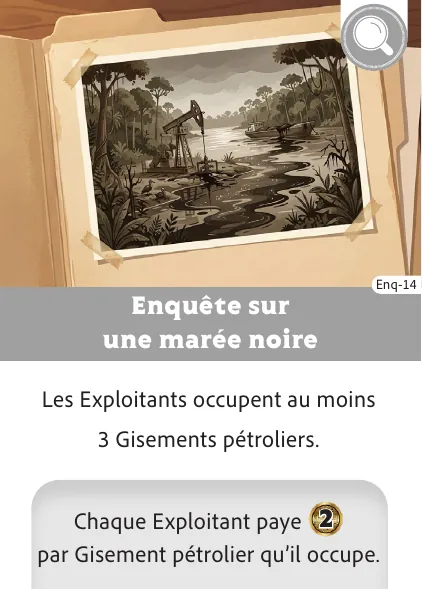 Enq-14
Enquête sur
une marée noire
Les Exploitants occupent au moins
3 Gisements pétroliers.
Chaque Exploitant paye 2
par Gisement pétrolier qu’il occupe.